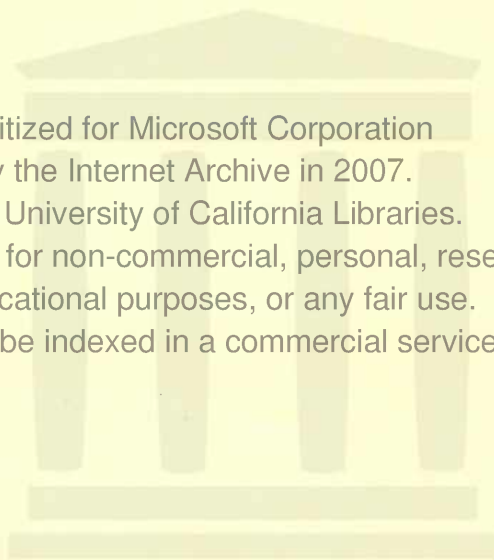 itized for Microsoft Corporation
y the Internet Archive in 2007.
University of California Libraries.
for non-commercial, personal, rese
cational purposes, or any fair use.
be indexed in a commercial service